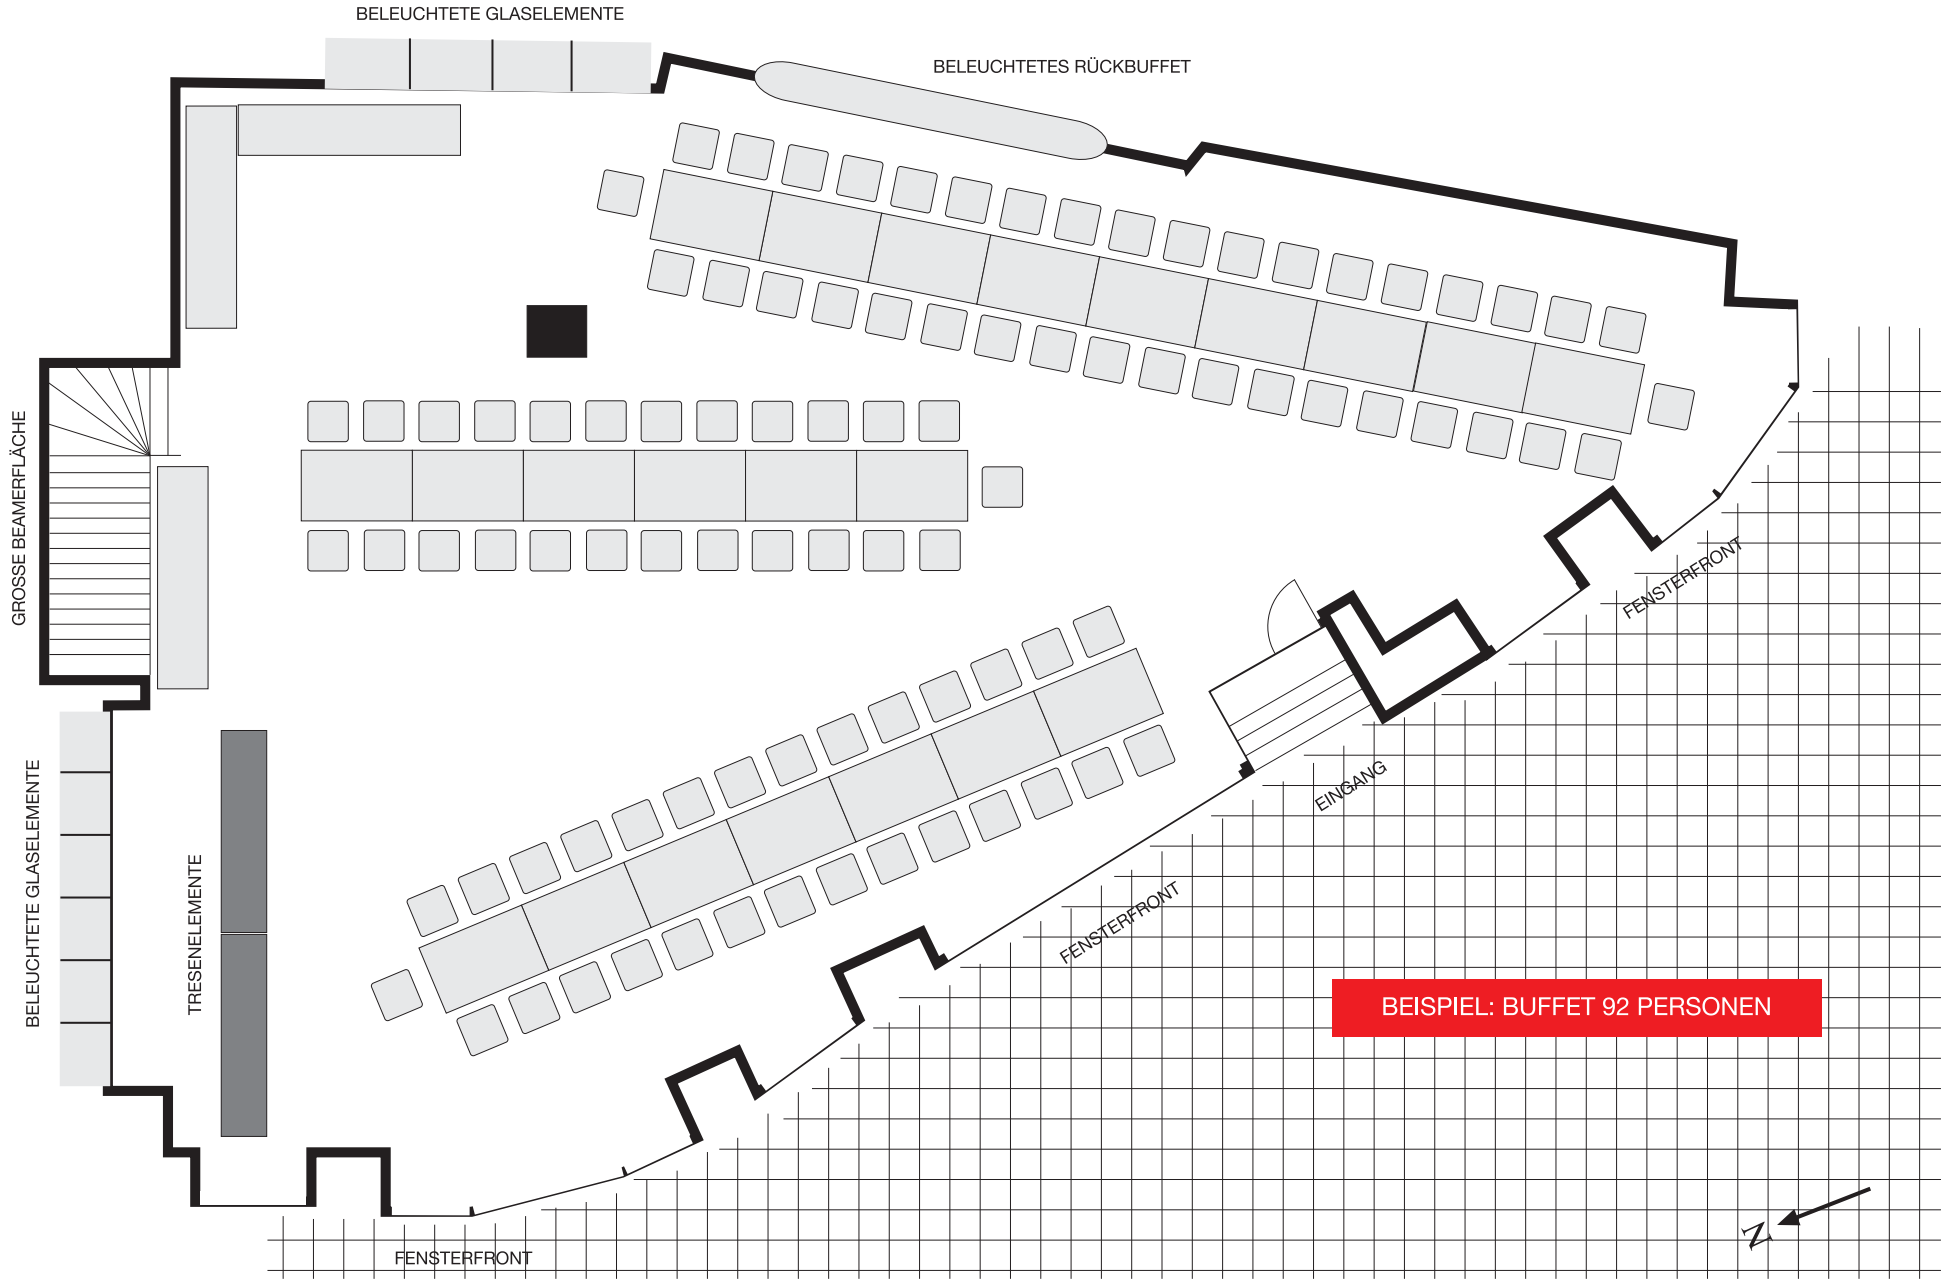 BELEUCHTETE GLASELEMENTE
BELEUCHTETES RÜCKBUFFET
GROSSE BEAMERFLÄCHE
FENSTERFRONT
BELEUCHTETE GLASELEMENTE
EINGANG
TRESENELEMENTE
FENSTERFRONT
BEISPIEL: BUFFET 92 PERSONEN
N
FENSTERFRONT